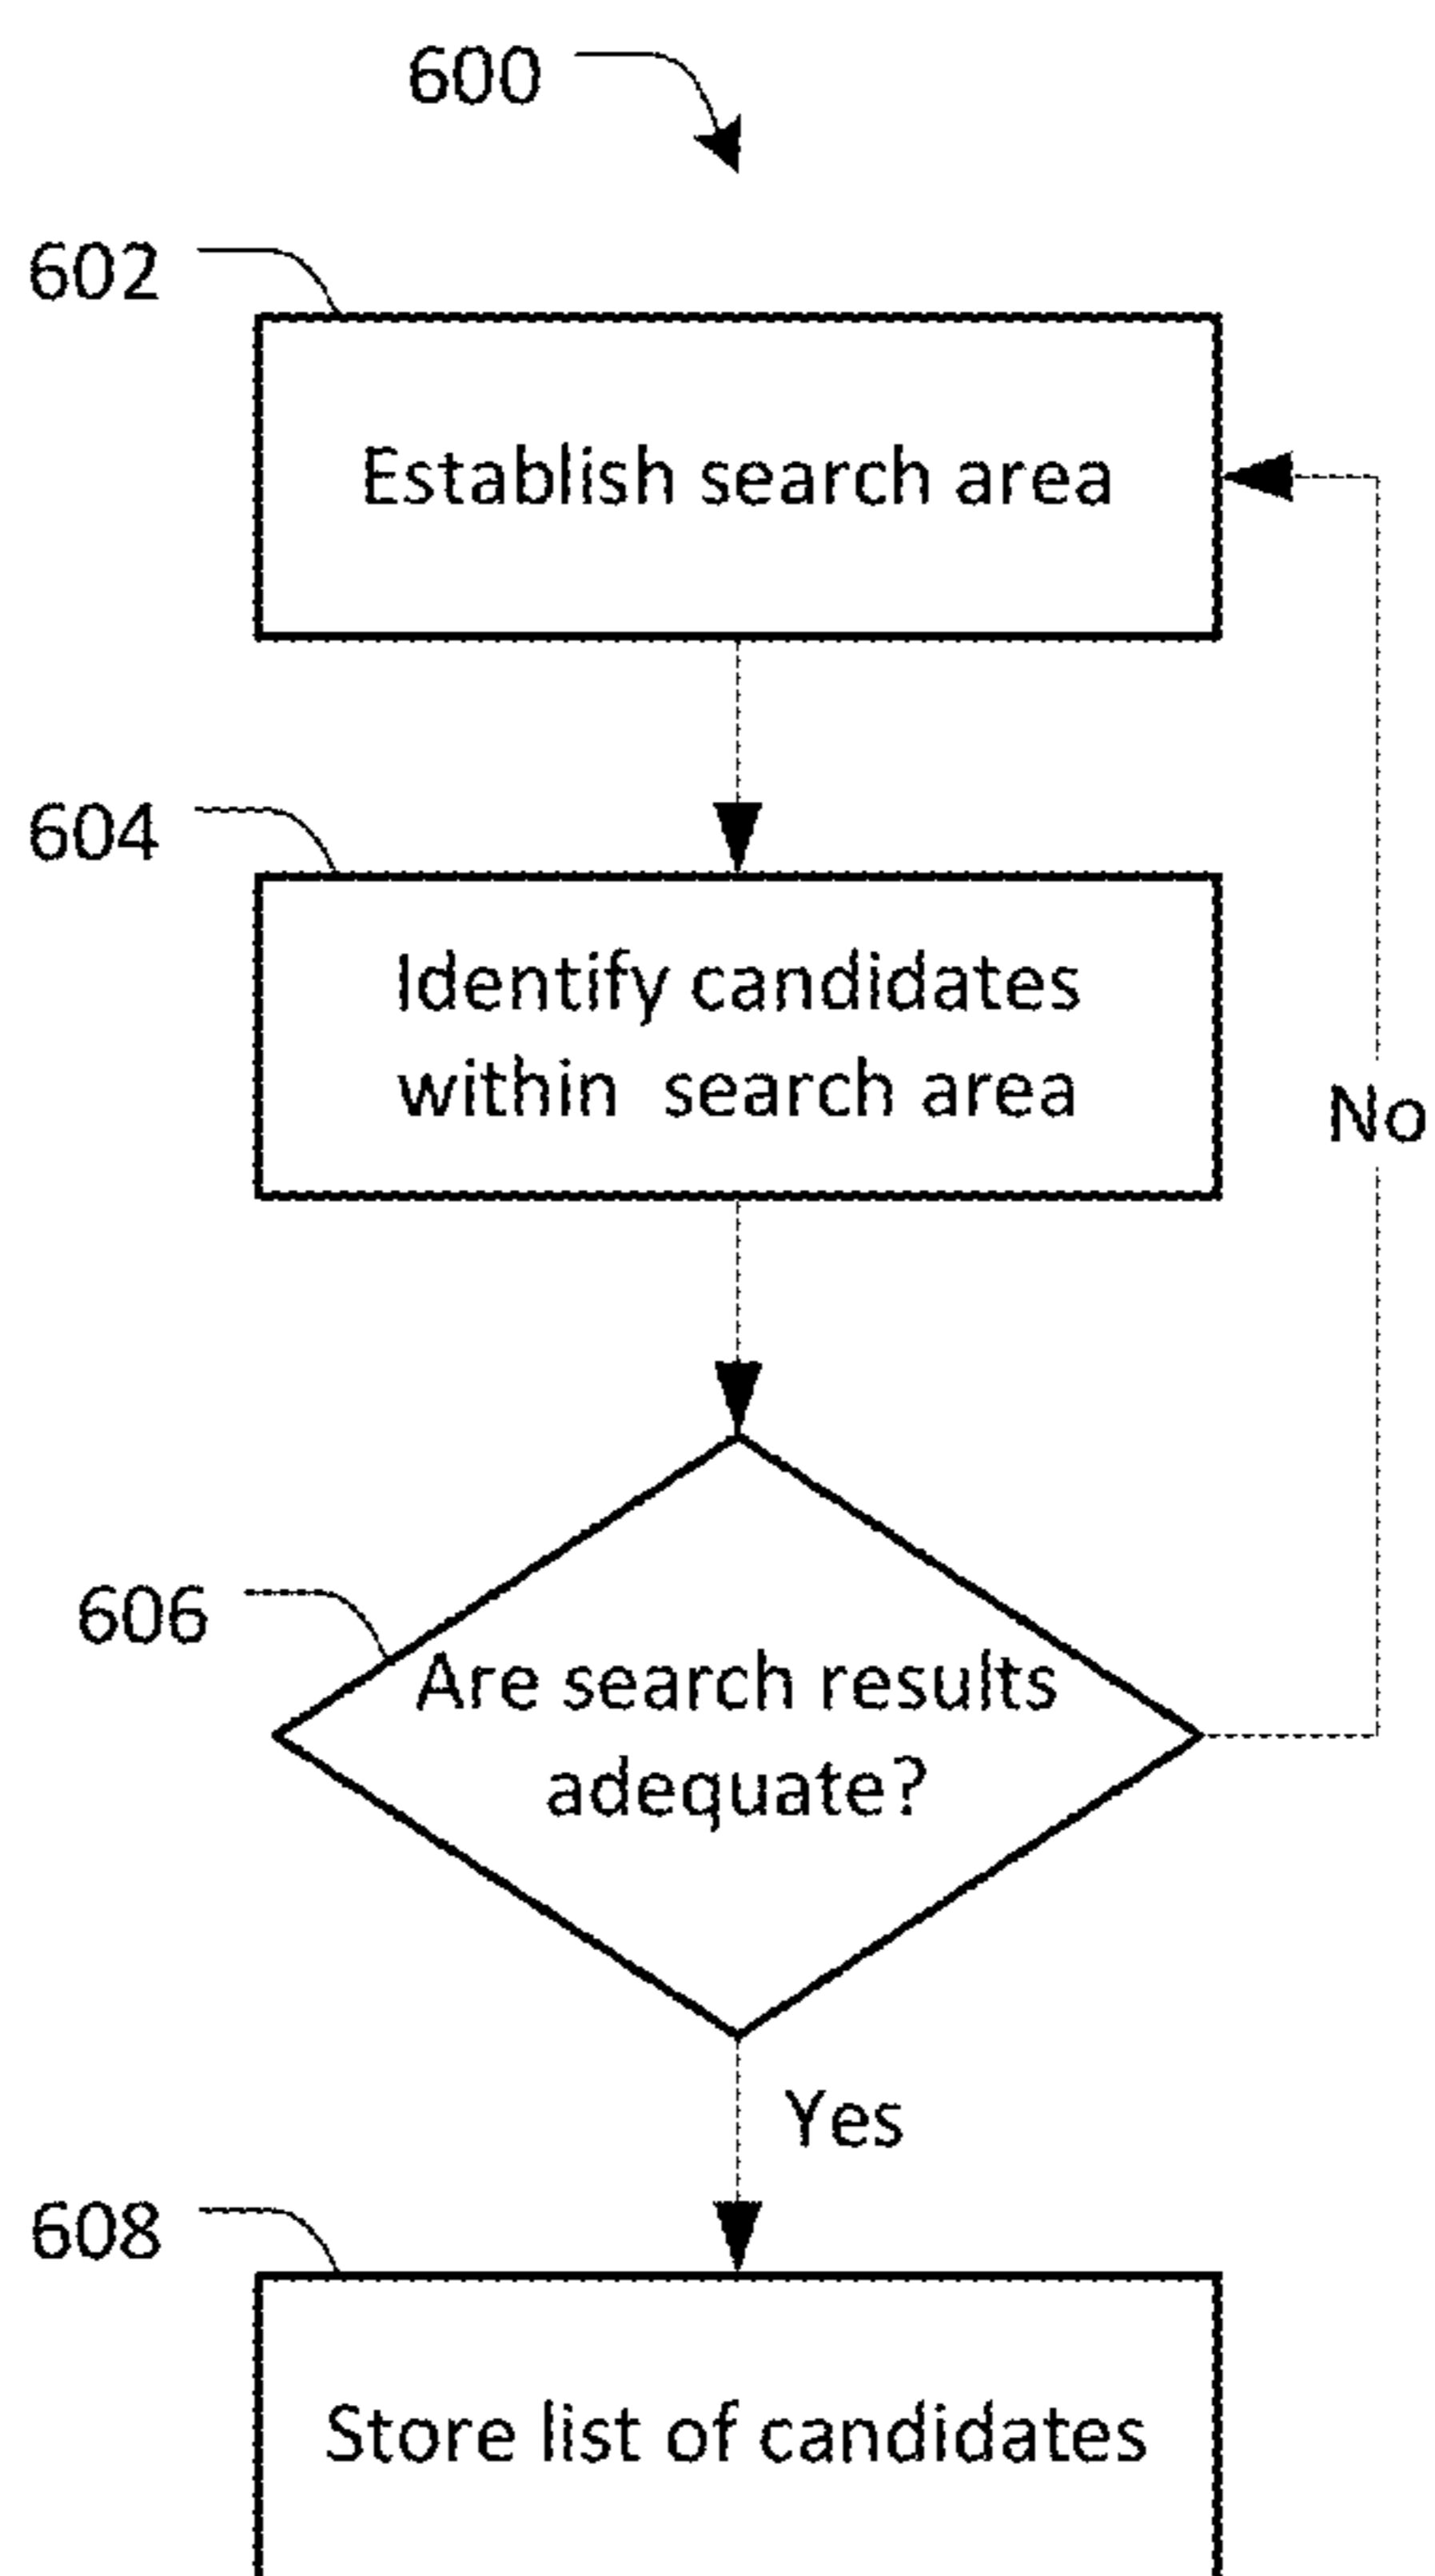 600
602
Establish search area
604
Identify candidates
within search area
No
606
Are search results
adequate?
Yes
608
Store list of candidates